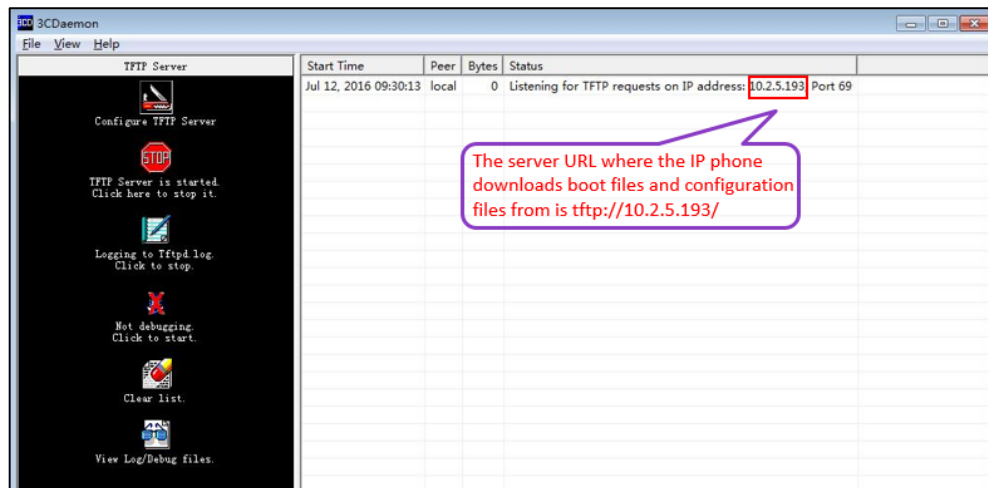 3CD 3CDaemon
File View Help
TFTP Server
Start Time Peer Bytes Status
Jul 12, 2016 09:30:13 local 0 Listening for TFTP requests on IP address: 10.2.5.193, Port 69
Configure TFTP Server
The server URL where the IP phone
downloads boot files and configuration
files from is tftp://10.2.5.193/
STOP
TFTP Server is started.
Click here to stop it.
Logging to Tftpd.log.
Click to stop.
Not debugging.
Click to start.
Clear list.
View Log/Debug files.